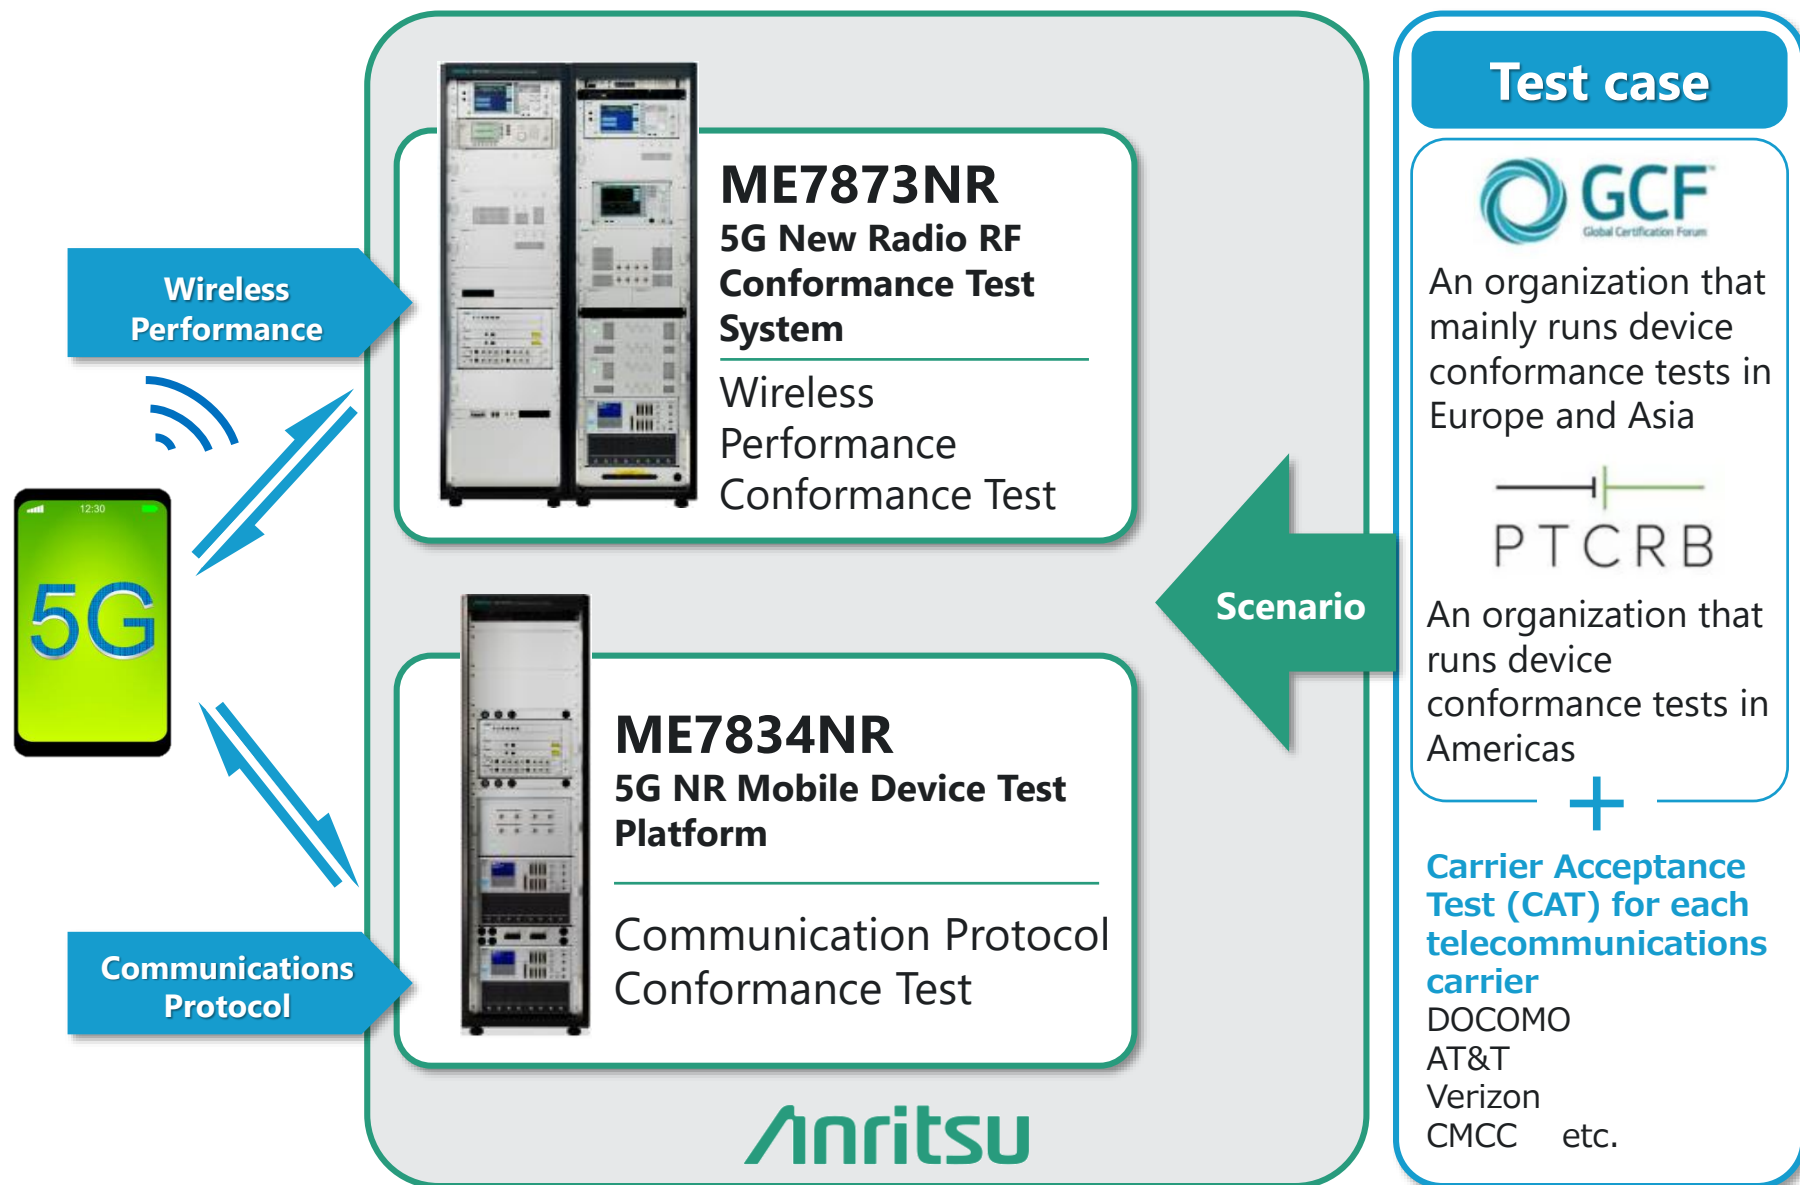 Wireless
Performance
12:30
5G
Communications
Protocol
ME7873NR
5G New Radio RF
Conformance Test
System
Wireless
Performance
Conformance Test
ME7834NR
5G NR Mobile Device Test
Platform
Communication Protocol
Conformance Test
Anritsu
Scenario
Test case
GCF™
Global Certification Forum
An organization that
mainly runs device
conformance tests in
Europe and Asia
PTCRB
An organization that
runs device
conformance tests in
Americas
+
Carrier Acceptance
Test (CAT) for each
telecommunications
carrier
DOCOMO
AT&T
Verizon
CMCC etc.